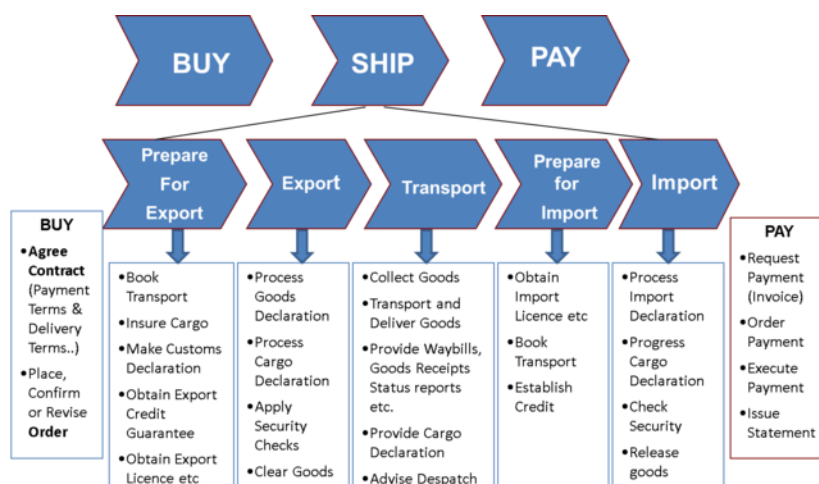 BUY
SHIP
PAY
Prepare
For
Export
Export
Transport
Prepare
for
Import
Import
BUY
•Agree
Contract
(Payment
Terms &
Delivery
Terms..)
•Place,
Confirm
or Revise
Order
•Book
Transport
•Insure Cargo
•Make Customs
Declaration
•Obtain Export
Credit
Guarantee
•Obtain Export
Licence etc
•Process
Goods
Declaration
•Process
Cargo
Declaration
•Apply
Security
Checks
•Clear Goods
•Collect Goods
•Transport and
Deliver Goods
•Provide Waybills,
Goods Receipts
Status reports
etc.
•Provide Cargo
Declaration
•Advise Despatch
•Obtain
Import
Licence etc
•Book
Transport
•Establish
Credit
•Process
Import
Declaration
•Progress
Cargo
Declaration
•Check
Security
•Release
goods
PAY
•Request
Payment
(Invoice)
•Order
Payment
•Execute
Payment
•Issue
Statement